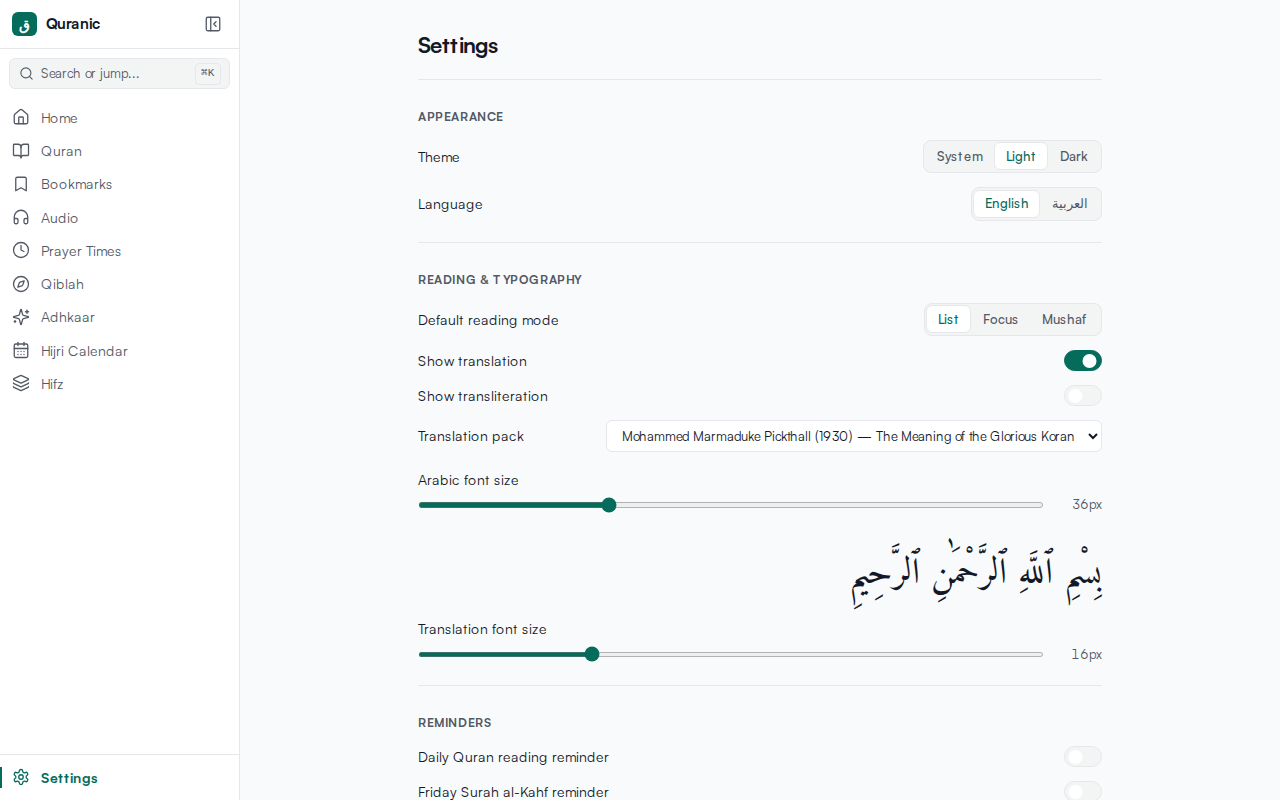 ق Quranic
Search or jump... ⌘K
Home
Quran
Bookmarks
Audio
Prayer Times
Qiblah
Adhkaar
Hijri Calendar
Hifz
Settings
Settings
APPEARANCE
Theme System Light Dark
Language English العربية
READING & TYPOGRAPHY
Default reading mode List Focus Mushaf
Show translation
Show transliteration
Translation pack Mohammed Marmaduke Pickthall (1930) — The Meaning of the Glorious Koran
Arabic font size
36px
بِسْمِ ٱللَّهِ ٱلرَّحْمَٰنِ ٱلرَّحِيمِ
Translation font size
16px
REMINDERS
Daily Quran reading reminder
Friday Surah al-Kahf reminder